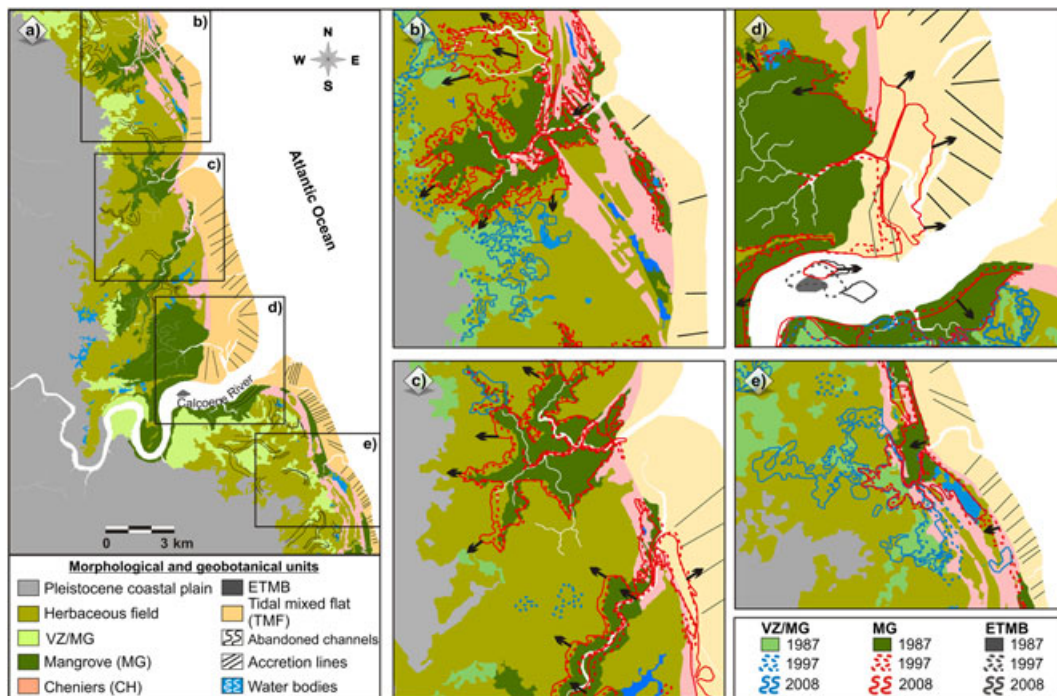 a)
b)
N
W E
S
c)
Atlantic Ocean
d)
Calcoene River
e)
0 3 km
Morphological and geobotanical units
Pleistocene coastal plain
Herbaceous field
VZ/MG
Mangrove (MG)
Cheniers (CH)
ETMB
Tidal mixed flat
(TMF)
Abandoned channels
Accretion lines
Water bodies
b)
c)
d)
e)
VZ/MG MG ETMB
1987 1987 1987
1997 1997 1997
2008 2008 2008